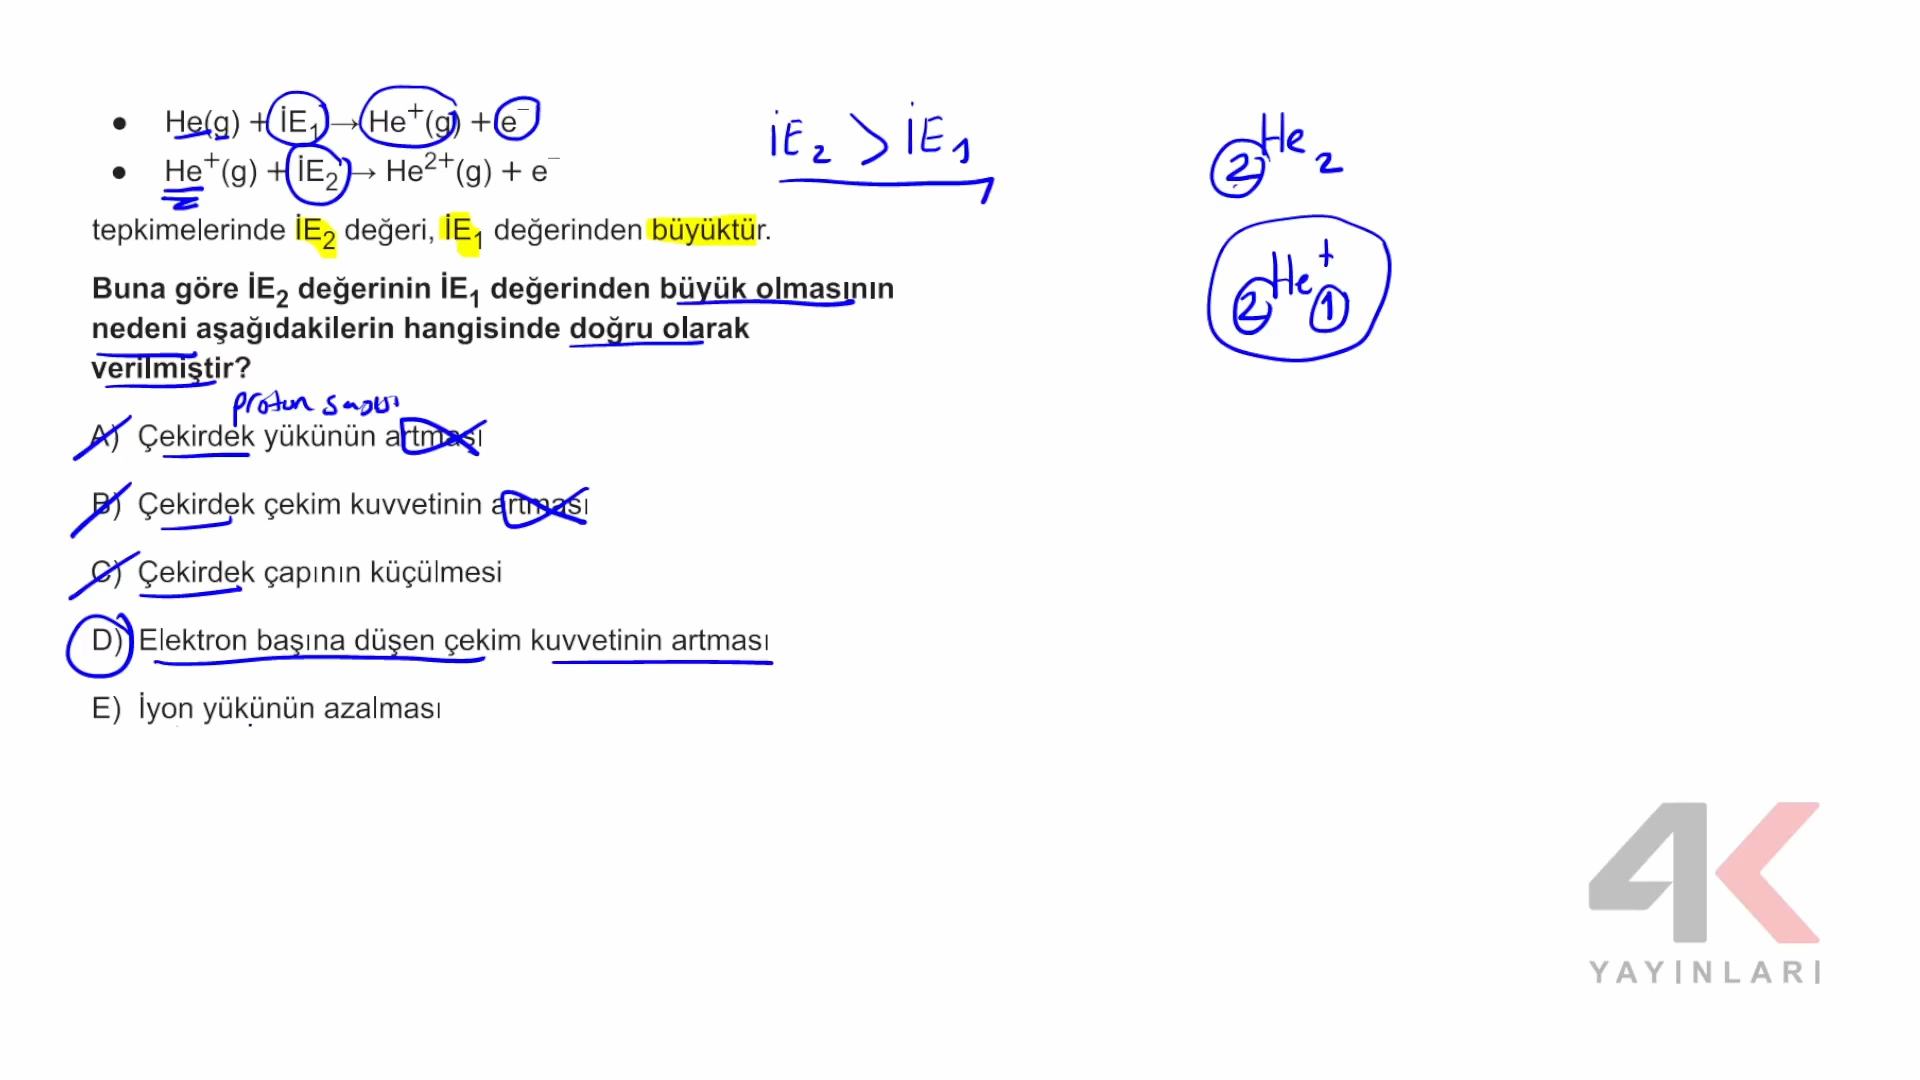 ● He(g) + İE₁ → He⁺(g) + e⁻
● He⁺(g) + İE₂ → He²⁺(g) + e⁻
tepkimelerinde İE₂ değeri, İE₁ değerinden büyüktür.
Buna göre İE₂ değerinin İE₁ değerinden büyük olmasının
nedeni aşağıdakilerin hangisinde doğru olarak
verilmiştir?
proton sayısı
A) Çekirdek yükünün artması
B) Çekirdek çekim kuvvetinin artması
C) Çekirdek çapının küçülmesi
D) Elektron başına düşen çekim kuvvetinin artması
E) İyon yükünün azalması
İE₂ > İE₁
₂He₂
₂He⁺₁
4K
YAYINLARI